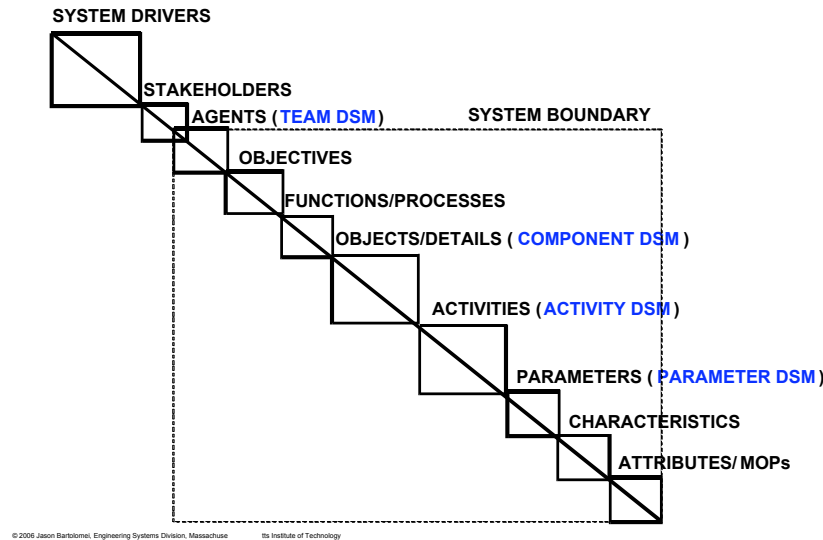 SYSTEM DRIVERS
STAKEHOLDERS
AGENTS (TEAM DSM)
SYSTEM BOUNDARY
OBJECTIVES
FUNCTIONS/PROCESSES
OBJECTS/DETAILS ( COMPONENT DSM )
ACTIVITIES (ACTIVITY DSM )
PARAMETERS ( PARAMETER DSM )
CHARACTERISTICS
ATTRIBUTES/ MOPs
© 2006 Jason Bartolomei, Engineering Systems Division, Massachuse tts Institute of Technology